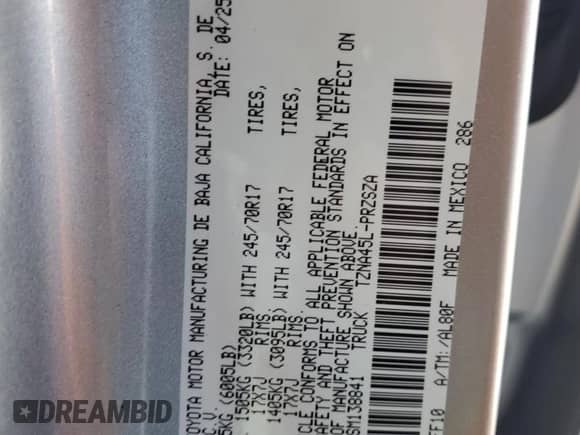 OYOTA MOTOR MANUFACTURING DE BAJA CALIFORNIA, S. DE
C V. DATE: 04/25
5KG (6005LB)
1505KG (3320LB) WITH 245/70R17 TIRES,
17X7J RIMS.
1405KG (3095LB) WITH 245/70R17 TIRES,
17X7J RIMS.
CLE CONFORMS TO ALL APPLICABLE FEDERAL MOTOR
AFETY AND THEFT PREVENTION STANDARDS IN EFFECT ON
OF MANUFACTURE SHOWN ABOVE.
SM138841 TRUCK TZNA45L-PRZSZA
EF10 A/TM:/AL80F MADE IN MEXICO 286
DREAMBID